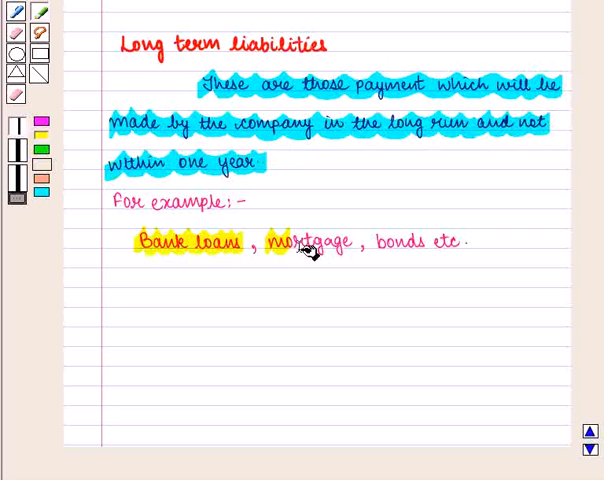 Long term liabilities
These are those payment which will be
made by the company in the long run and not
within one year.
For example:-
Bank loans, mortgage, bonds etc.